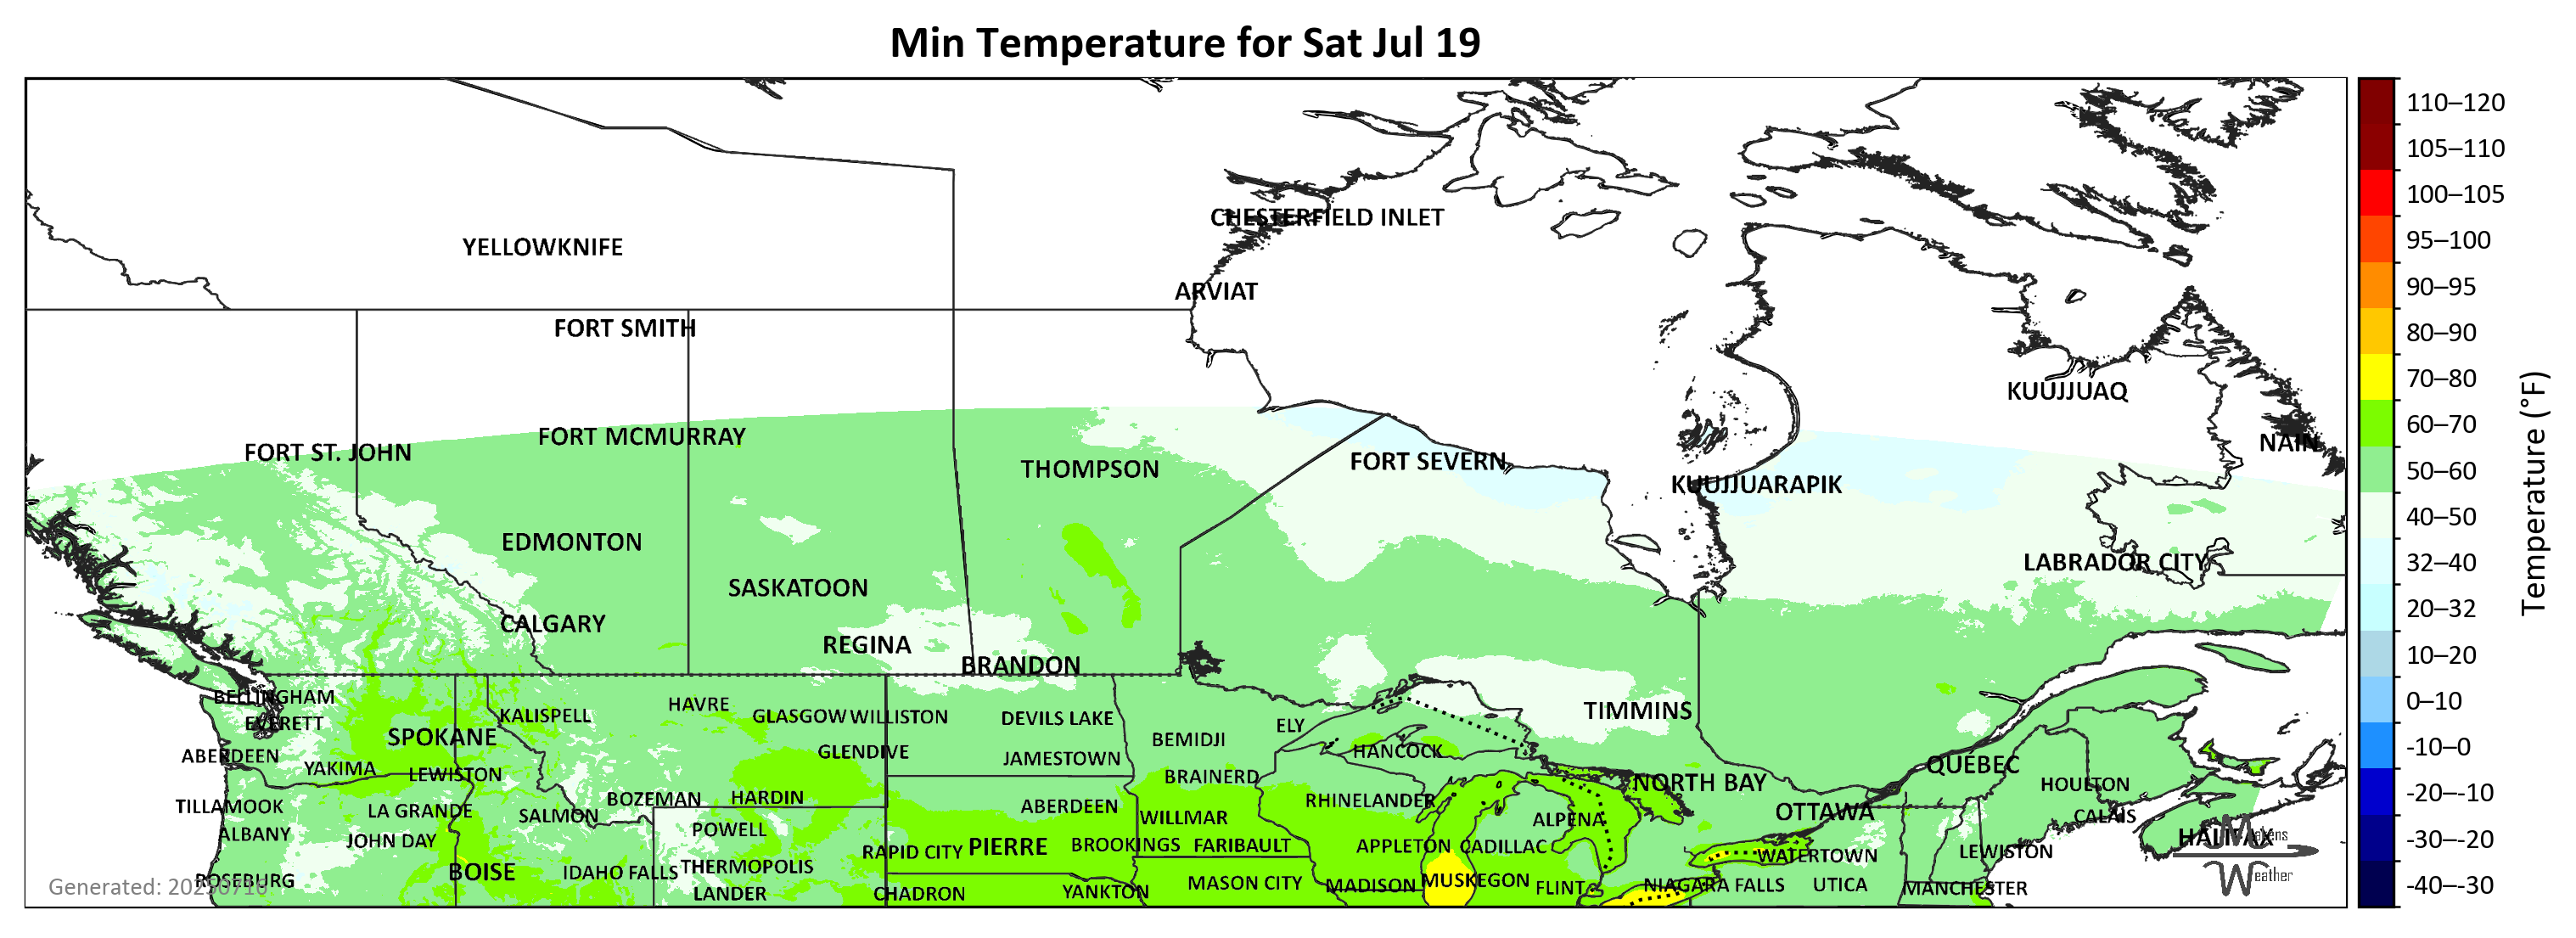 Min Temperature for Sat Jul 19
110–120
105–110
CHESTERFIELD INLET
100–105
YELLOWKNIFE
95–100
ARVIAT
90–95
FORT SMITH
80–90
KUUJJUAQ
70–80
FORT MCMURRAY
60–70
FORT ST. JOHN
NAIN
THOMPSON
FORT SEVERN
50–60
KUUJJUARAPIK
40–50
EDMONTON
LABRADOR CITY
32–40
SASKATOON
20–32
CALGARY
REGINA
BRANDON
10–20
BELLINGHAM
HAVRE
0–10
EVERETT
KALISPELL
GLASGOW
WILLISTON
DEVILS LAKE
ELY
TIMMINS
SPOKANE
BEMIDJI
-10–0
ABERDEEN
GLENDIVE
JAMESTOWN
HANCOCK
YAKIMA
LEWISTON
BRAINERD
QUÉBEC
NORTH BAY
HOULTON
-20–-10
TILLAMOOK
LA GRANDE
SALMON
BOZEMAN
HARDIN
ABERDEEN
WILLMAR
RHINELANDER
OTTAWA
CALAIS
ALBANY
JOHN DAY
POWELL
ALPENA
HALIFAX
Makens
Weather
-30–-20
RAPID CITY
PIERRE
BROOKINGS
FARIBAULT
APPLETON
CADILLAC
WATERTOWN
LEWISTON
ROSEBURG
BOISE
IDAHO FALLS
THERMOPOLIS
MASON CITY
MADISON
MUSKEGON
FLINT
NIAGARA FALLS
UTICA
MANCHESTER
-40–-30
LANDER
CHADRON
YANKTON
Generated: 20250716
Temperature (°F)